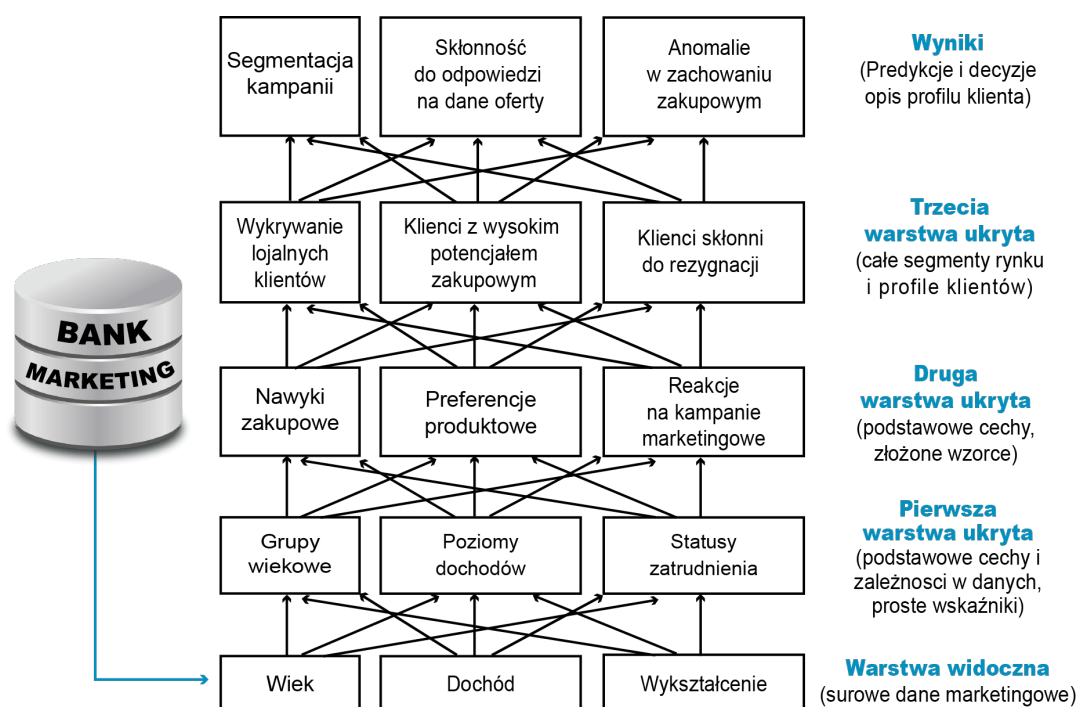 Segmentacja
kampanii
Skłonność
do odpowiedzi
na dane oferty
Anomalie
w zachowaniu
zakupowym
Wyniki
(Predykcje i decyzje
opis profilu klienta)
Wykrywanie
lojalnych
klientów
Klienci z wysokim
potencjałem
zakupowym
Klienci skłonni
do rezygnacji
Trzecia
warstwa ukryta
(całe segmenty rynku
i profile klientów)
BANK
MARKETING
Nawyki
zakupowe
Preferencje
produktowe
Reakcje
na kampanie
marketingowe
Druga
warstwa ukryta
(podstawowe cechy,
złożone wzorce)
Grupy
wiekowe
Poziomy
dochodów
Statusy
zatrudnienia
Pierwsza
warstwa ukryta
(podstawowe cechy i
zależnosci w danych,
proste wskaźniki)
Wiek
Dochód
Wykształcenie
Warstwa widoczna
(surowe dane marketingowe)